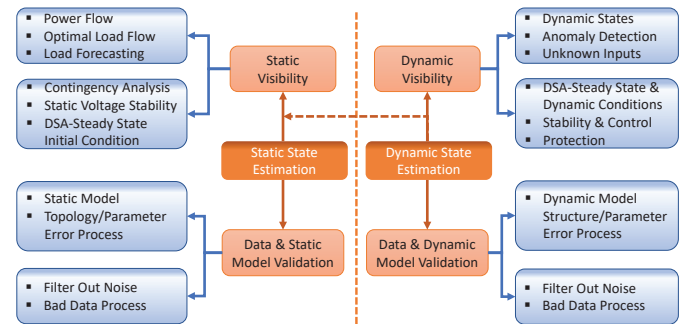 ▪ Power Flow
▪ Optimal Load Flow
▪ Load Forecasting
▪ Contingency Analysis
▪ Static Voltage Stability
▪ DSA-Steady State
Initial Condition
Static
Visibility
Static State
Estimation
▪ Static Model
▪ Topology/Parameter
Error Process
▪ Filter Out Noise
▪ Bad Data Process
Data & Static
Model Validation
Dynamic
Visibility
▪ Dynamic States
▪ Anomaly Detection
▪ Unknown Inputs
▪ DSA-Steady State &
Dynamic Conditions
▪ Stability & Control
▪ Protection
Dynamic State
Estimation
Data & Dynamic
Model Validation
▪ Dynamic Model
Structure/Parameter
Error Process
▪ Filter Out Noise
▪ Bad Data Process